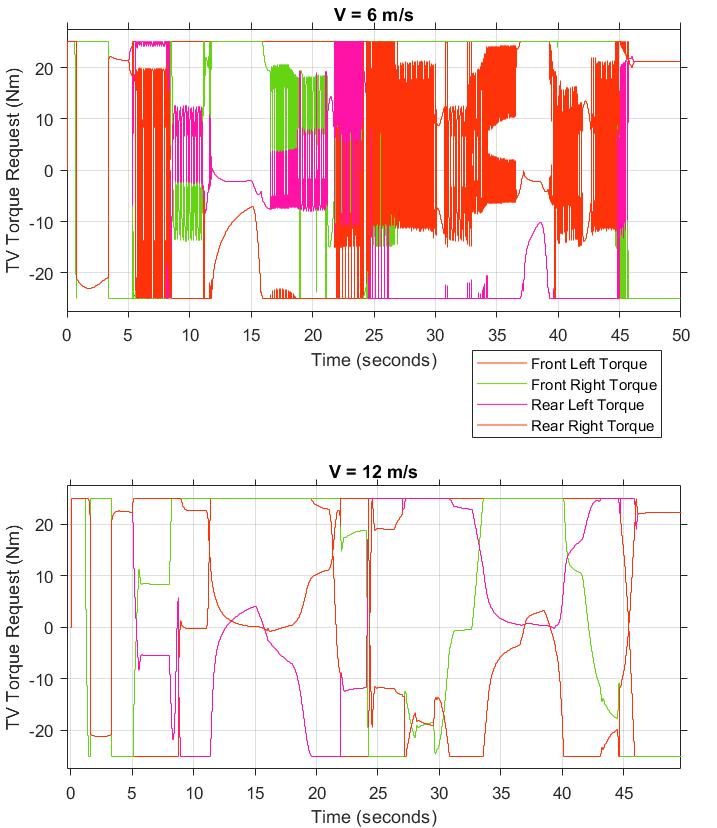 V = 6 m/s
20
10
0
-10
-20
TV Torque Request (Nm)
0 5 10 15 20 25 30 35 40 45 50
Time (seconds)
Front Left Torque
Front Right Torque
Rear Left Torque
Rear Right Torque
V = 12 m/s
20
10
0
-10
-20
TV Torque Request (Nm)
0 5 10 15 20 25 30 35 40 45
Time (seconds)